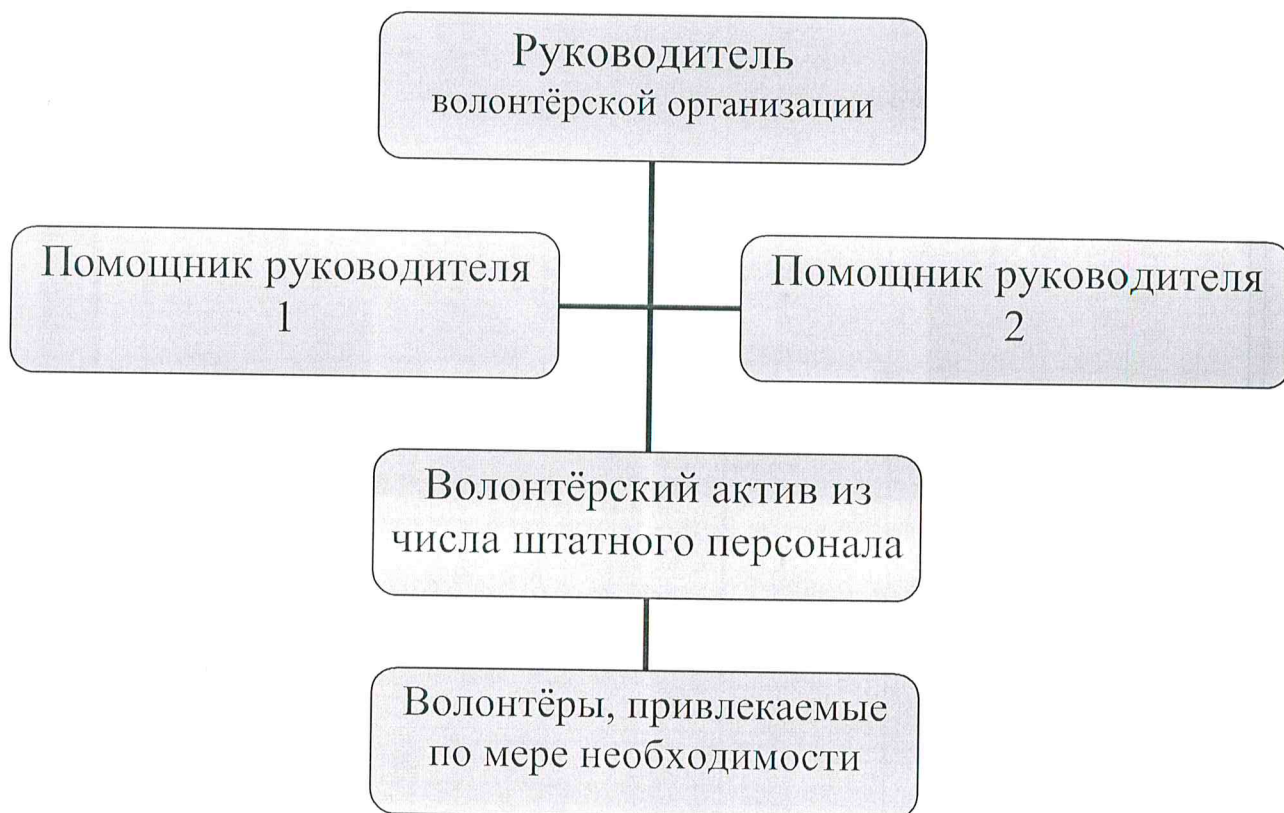 Руководитель
волонтёрской организации
Помощник руководителя
1
Помощник руководителя
2
Волонтёрский актив из
числа штатного персонала
Волонтёры, привлекаемые
по мере необходимости